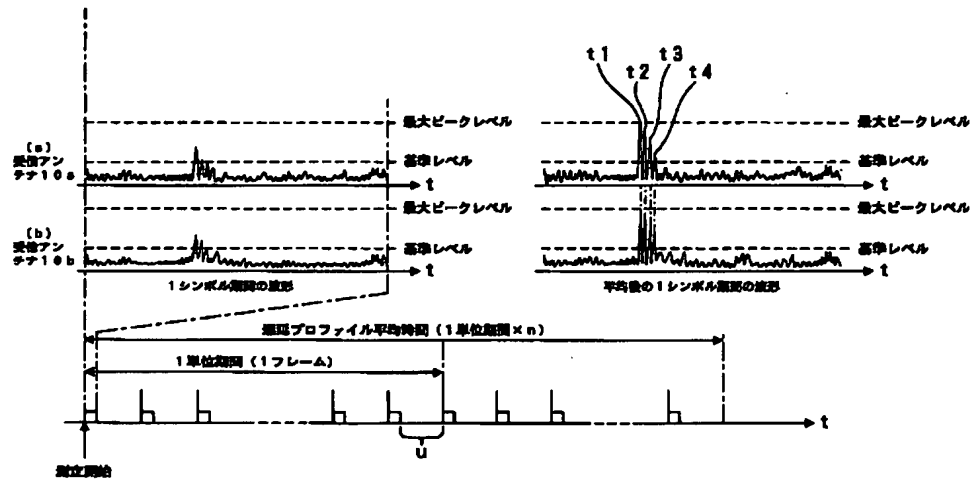 t1
t2
t3
t4
最大ピークレベル
最大ピークレベル
(a)
受信アン
テナ10a
基準レベル
基準レベル
t
t
最大ピークレベル
最大ピークレベル
(b)
受信アン
テナ10b
基準レベル
基準レベル
t
t
1シンボル期間の波形
平均後の1シンボル期間の波形
遅延プロファイル平均時間(1単位期間×n)
1単位期間(1フレーム)
t
u
測定開始